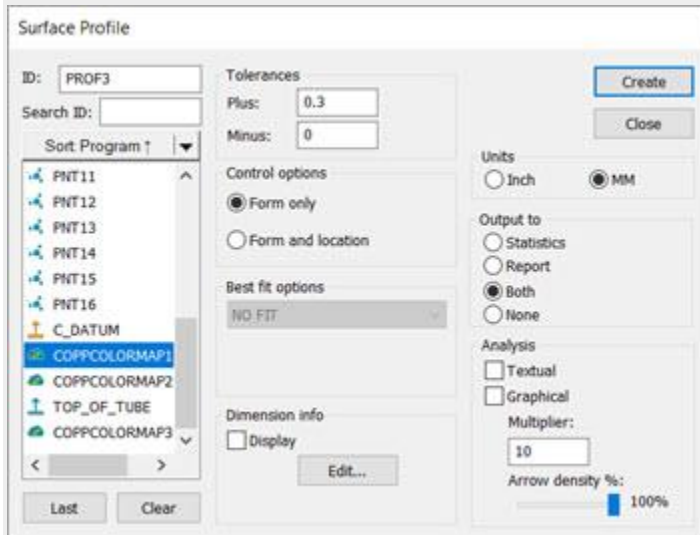 Surface Profile
ID: PROF3
Search ID:
Sort Program ↑
PNT11
PNT12
PNT13
PNT14
PNT15
PNT16
C_DATUM
COPPCOLORMAP1
COPPCOLORMAP2
TOP_OF_TUBE
COPPCOLORMAP3
Last Clear
Tolerances
Plus: 0.3
Minus: 0
Control options
Form only
Form and location
Best fit options
NO FIT
Dimension info
Display
Edit...
Create
Close
Units
Inch MM
Output to
Statistics
Report
Both
None
Analysis
Textual
Graphical
Multiplier:
10
Arrow density %:
100%